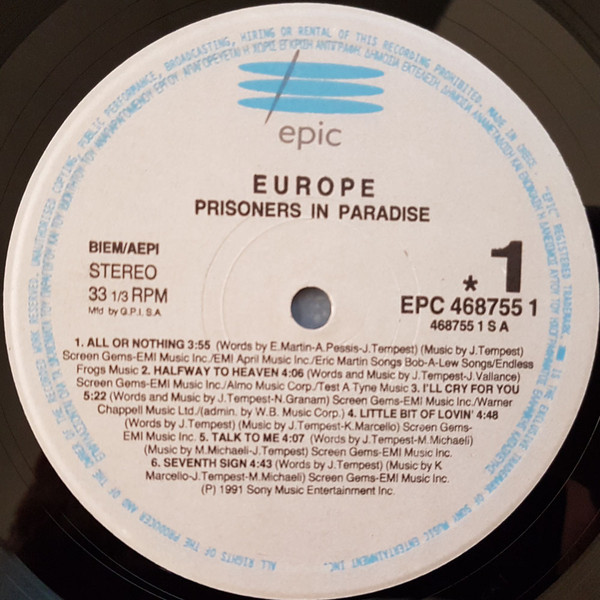 epic
EUROPE
PRISONERS IN PARADISE
BIEM/AEPI
STEREO
33 1/3 RPM
Mfd by Q.P.I. S.A
* 1
EPC 468755 1
468755 1 S A
1. ALL OR NOTHING 3:55 (Words by E.Martin-A.Pessis-J.Tempest) (Music by J.Tempest)
Screen Gems-EMI Music Inc./EMI April Music Inc./Eric Martin Songs Bob-A-Lew Songs/Endless
Frogs Music 2. HALFWAY TO HEAVEN 4:06 (Words and Music by J.Tempest-J.Vallance)
Screen Gems-EMI Music Inc./Almo Music Corp./Test A Tyne Music 3. I'LL CRY FOR YOU
5:22 (Words and Music by J.Tempest-N.Granam) Screen Gems-EMI Music Inc./Warner
Chappell Music Ltd./(admin. by W.B. Music Corp.) 4. LITTLE BIT OF LOVIN' 4:48
(Words by J.Tempest) (Music by J.Tempest-K.Marcello) Screen Gems-
EMI Music Inc. 5. TALK TO ME 4:07 (Words by J.Tempest-M.Michaeli)
(Music by M.Michaeli-J.Tempest) Screen Gems-EMI Music Inc.
6. SEVENTH SIGN 4:43 (Words by J.Tempest) (Music by K
Marcello-J.Tempest-M.Michaeli) Screen Gems-EMI Music Inc.
(P) 1991 Sony Music Entertainment Inc.
ALL RIGHTS OF THE PRODUCER AND OF THE OWNER OF THE RECORDED WORK RESERVED. UNAUTHORISED COPYING, PUBLIC PERFORMANCE, BROADCASTING, HIRING OR RENTAL OF THIS RECORDING PROHIBITED. MADE IN GREECE - "EPIC" REGISTERED TRADEMARK. IS THE EXCLUSIVE TRADEMARK OF SONY MUSIC ENTERTAINMENT INC.